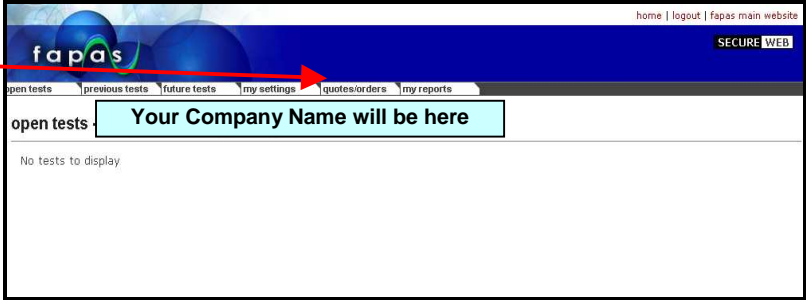 home | logout | fapas main website
SECURE WEB
fapas
open tests previous tests future tests my settings quotes/orders my reports
open tests - Your Company Name will be here
No tests to display